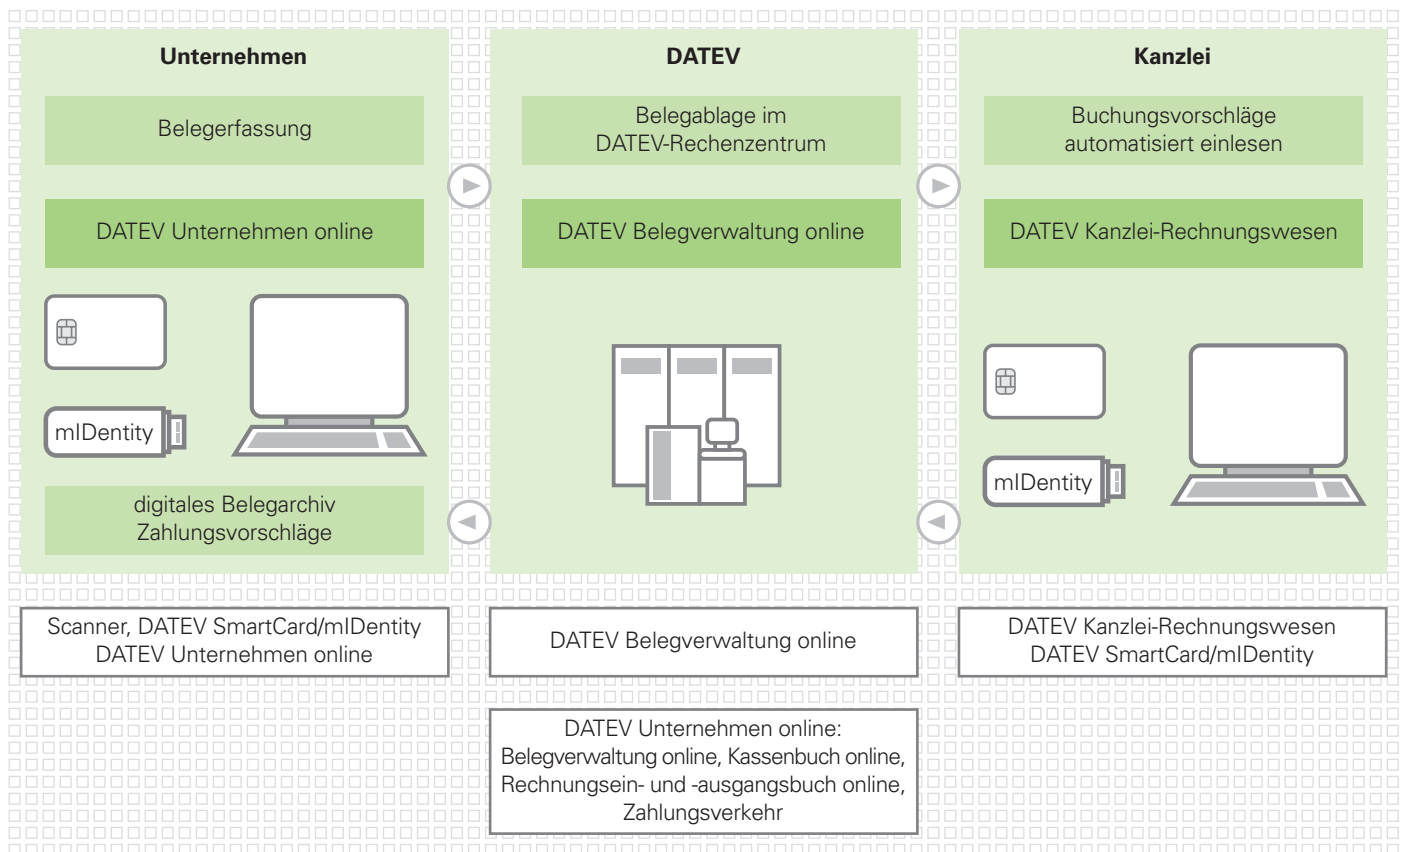 Unternehmen
Belegerfassung
DATEV Unternehmen online
mIDentity
digitales Belegarchiv
Zahlungsvorschläge
Scanner, DATEV SmartCard/mIDentity
DATEV Unternehmen online
DATEV
Belegablage im
DATEV-Rechenzentrum
DATEV Belegverwaltung online
DATEV Belegverwaltung online
DATEV Unternehmen online:
Belegverwaltung online, Kassenbuch online,
Rechnungsein- und -ausgangsbuch online,
Zahlungsverkehr
Kanzlei
Buchungsvorschläge
automatisiert einlesen
DATEV Kanzlei-Rechnungswesen
mIDentity
DATEV Kanzlei-Rechnungswesen
DATEV SmartCard/mIDentity